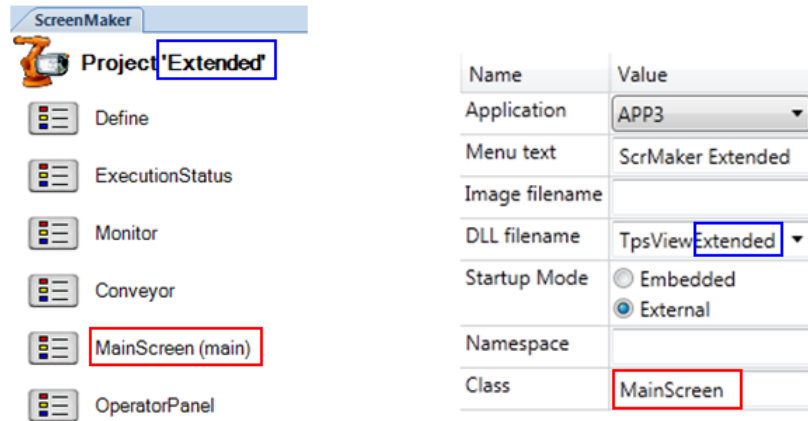 ScreenMaker
Project 'Extended'
Define
ExecutionStatus
Monitor
Conveyor
MainScreen (main)
OperatorPanel
Name Value
Application APP3
Menu text ScrMaker Extended
Image filename
DLL filename TpsViewExtended
Startup Mode Embedded
External
Namespace
Class MainScreen